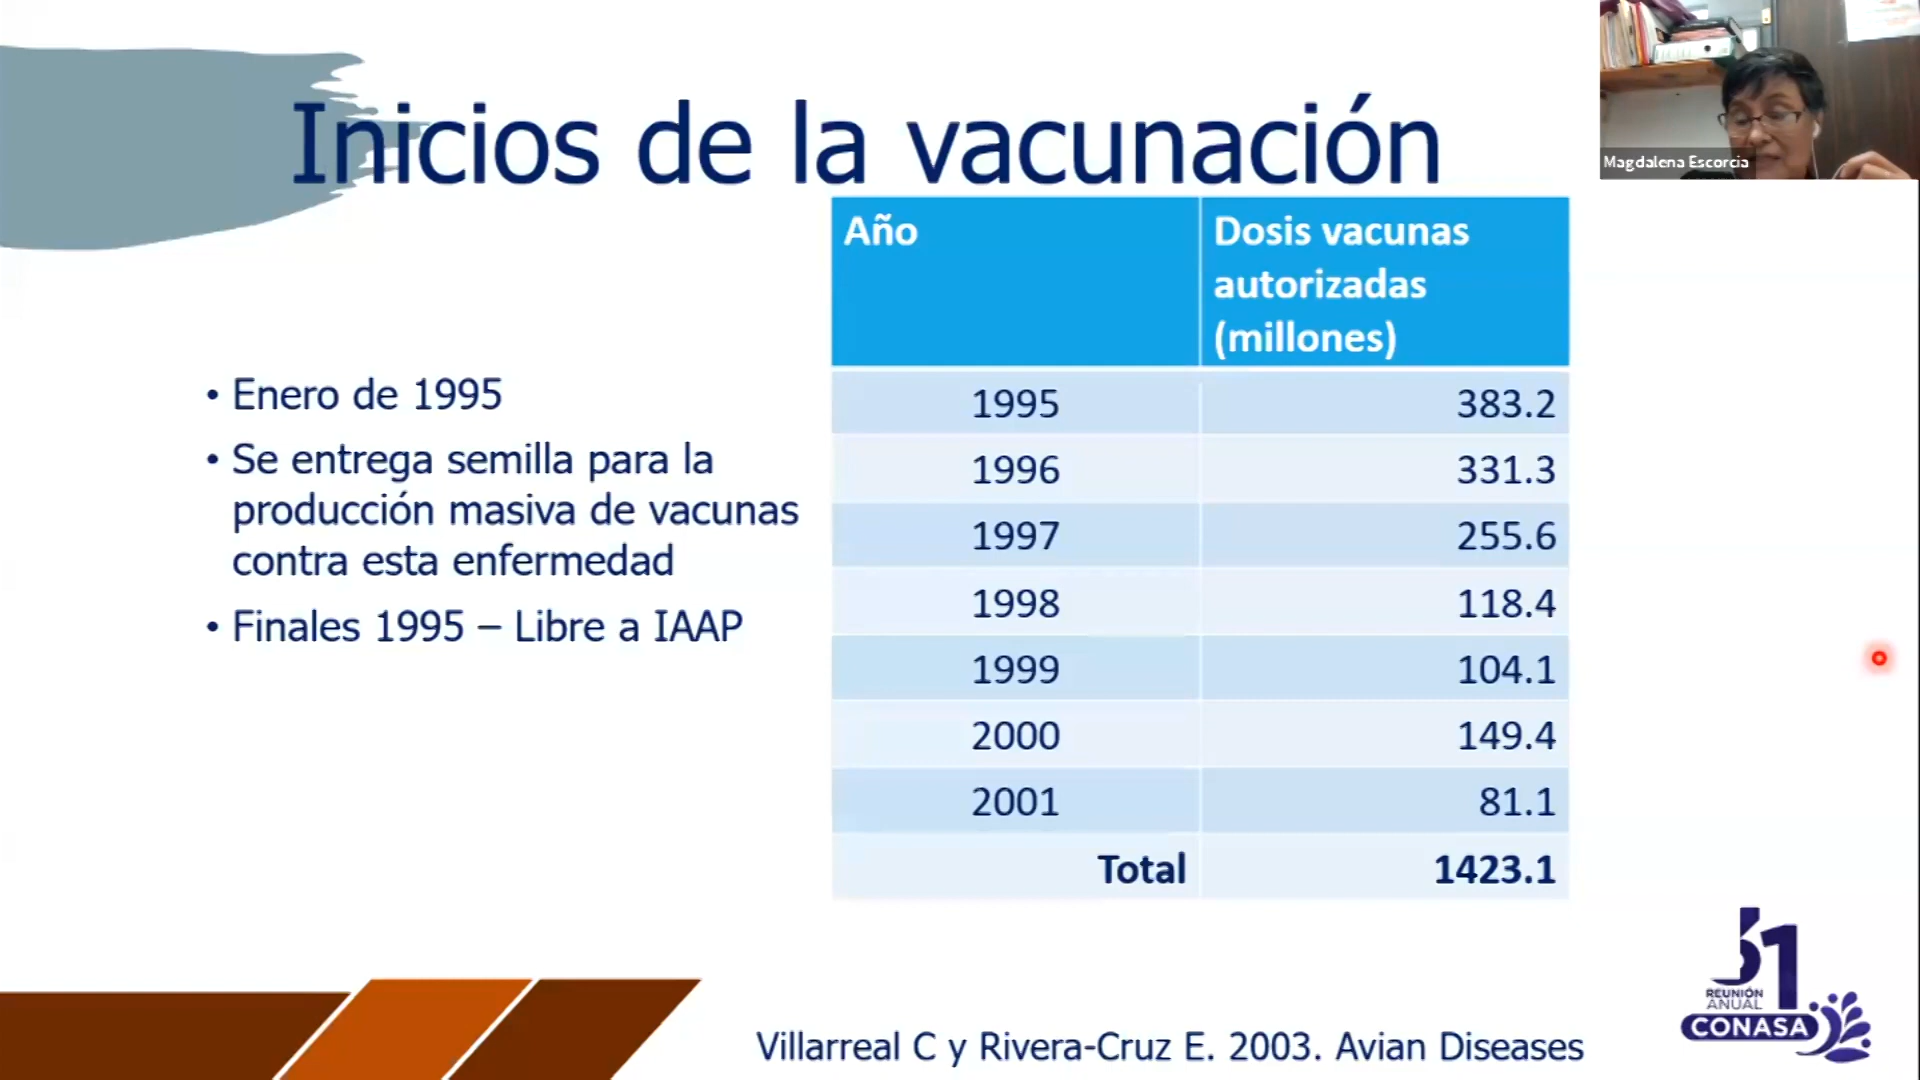 Inicios de la vacunación
Magdalena Escorcia
• Enero de 1995
• Se entrega semilla para la
producción masiva de vacunas
contra esta enfermedad
• Finales 1995 – Libre a IAAP
Año
Dosis vacunas
autorizadas
(millones)
1995 383.2
1996 331.3
1997 255.6
1998 118.4
1999 104.1
2000 149.4
2001 81.1
Total 1423.1
51
REUNIÓN
ANUAL
CONASA
Villarreal C y Rivera-Cruz E. 2003. Avian Diseases